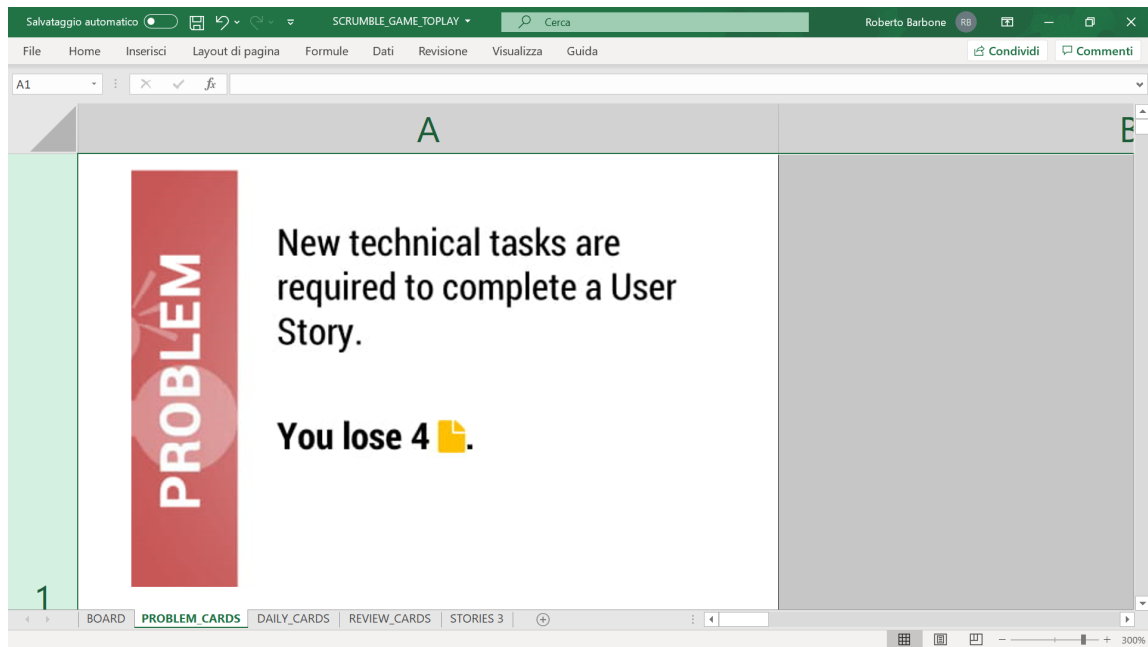 Salvataggio automatico
SCRUMBLE_GAME_TOPLAY
Cerca
Roberto Barbone
RB
File Home Inserisci Layout di pagina Formule Dati Revisione Visualizza Guida
Condividi
Commenti
A1
fx
A
B
PROBLEM
New technical tasks are
required to complete a User
Story.
You lose 4 .
1
BOARD PROBLEM_CARDS DAILY_CARDS REVIEW_CARDS STORIES 3
300%